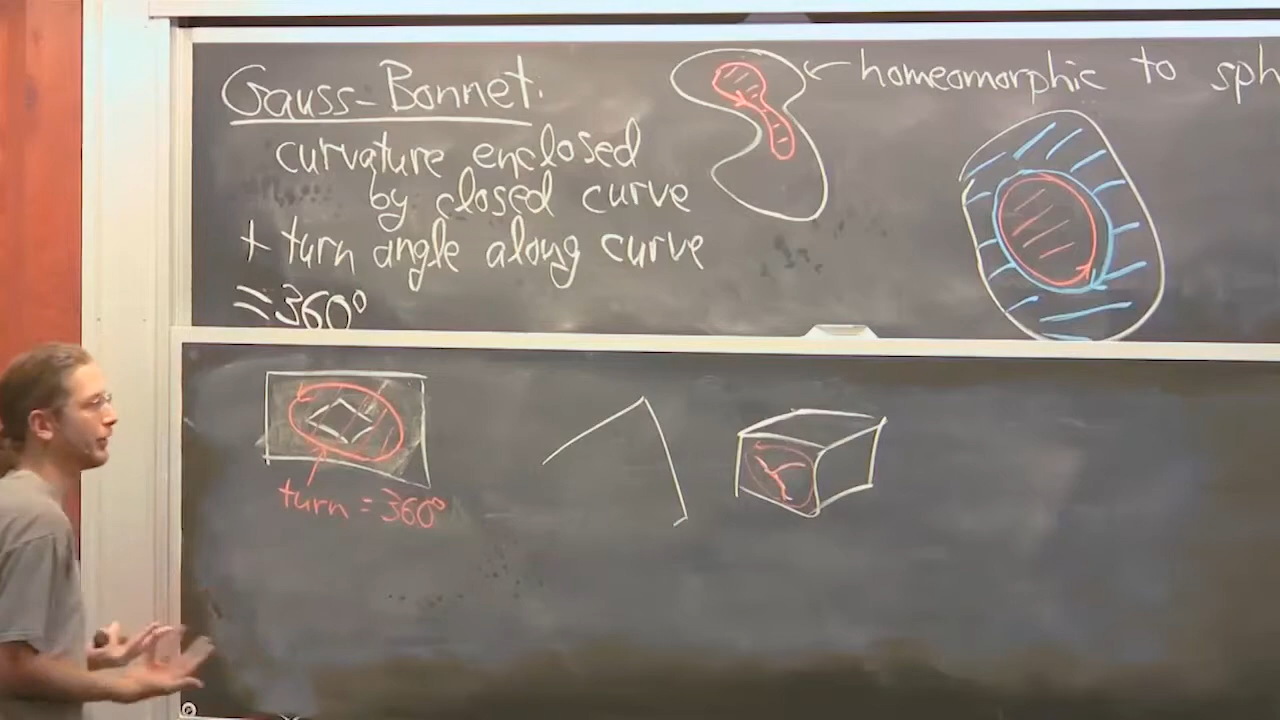 Gauss-Bonnet:
curvature enclosed
by closed curve
+ turn angle along curve
= 360°
homeomorphic to sph
turn = 360°